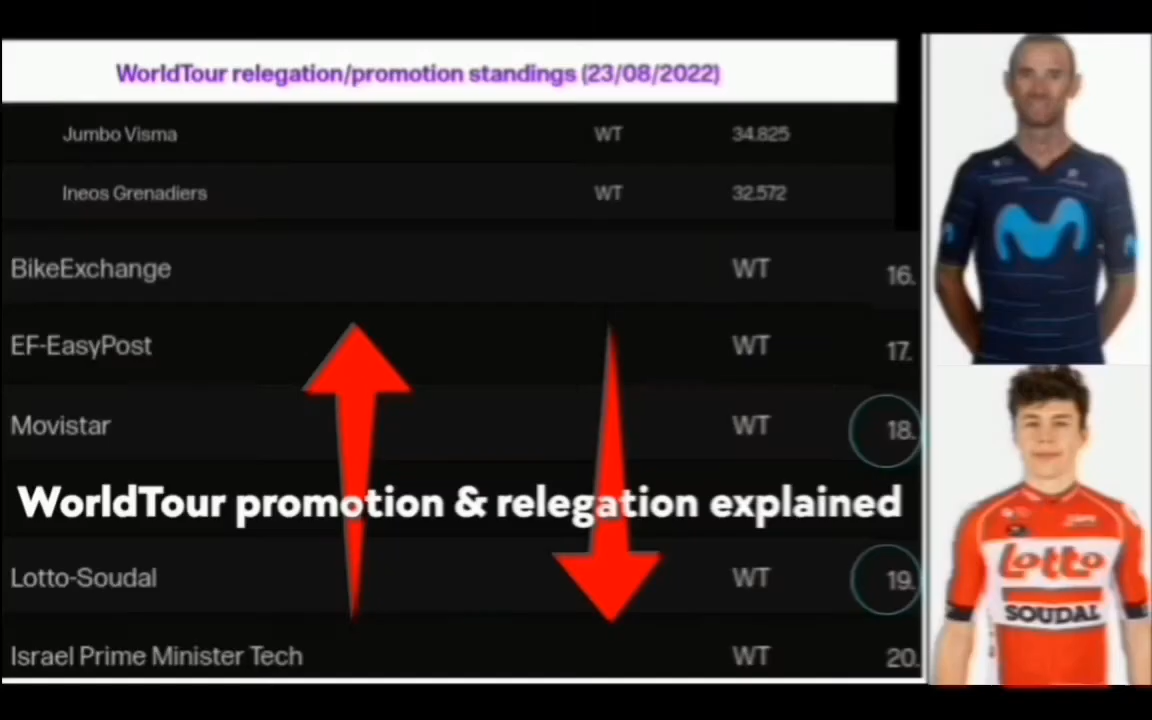 WorldTour relegation/promotion standings (23/08/2022)
Jumbo Visma WT 34.825
Ineos Grenadiers WT 32.572
BikeExchange WT 16.
EF-EasyPost WT 17.
Movistar WT 18.
WorldTour promotion & relegation explained
Lotto-Soudal WT 19.
Israel Prime Minister Tech WT 20.
Lotto
SOUDAL